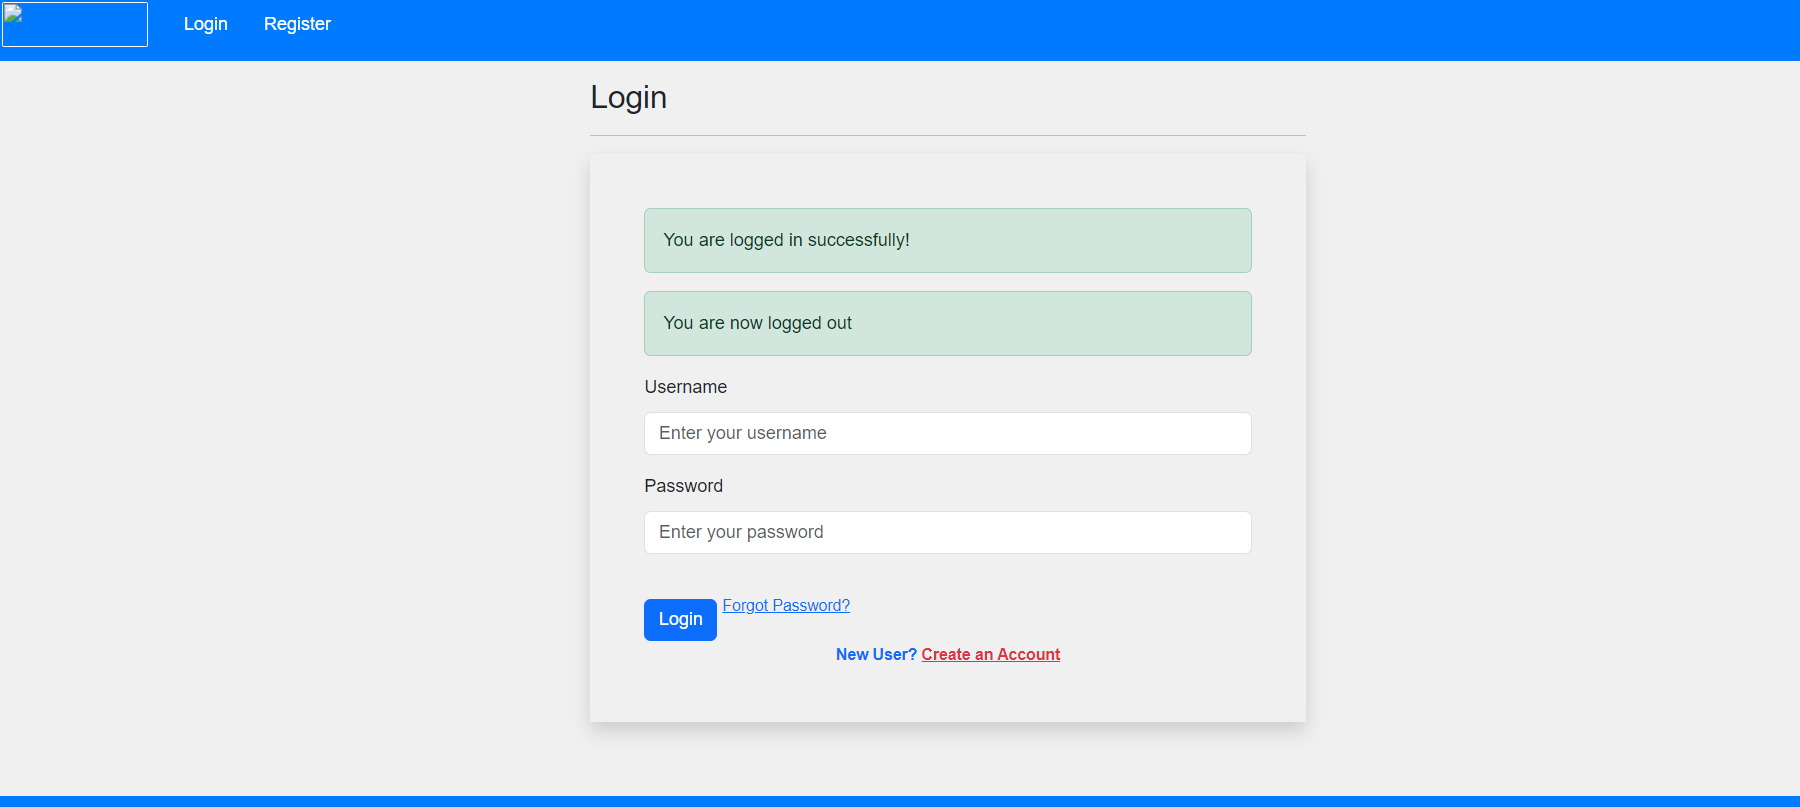 Login Register
Login
You are logged in successfully!
You are now logged out
Username
Enter your username
Password
Enter your password
Login Forgot Password?
New User? Create an Account